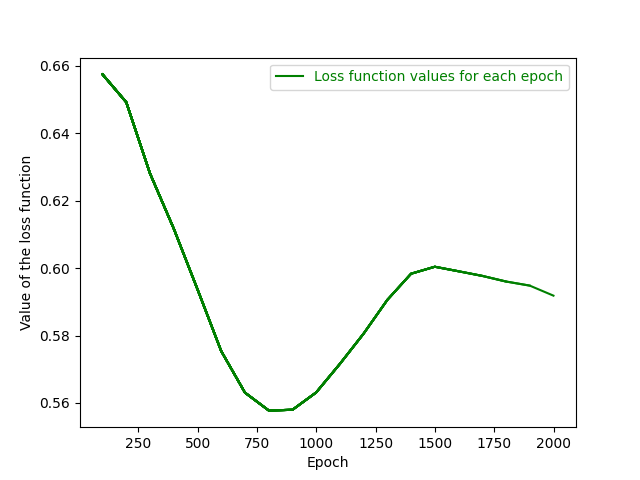 Loss function values for each epoch
0.66
0.64
0.62
0.60
0.58
0.56
Value of the loss function
250 500 750 1000 1250 1500 1750 2000
Epoch